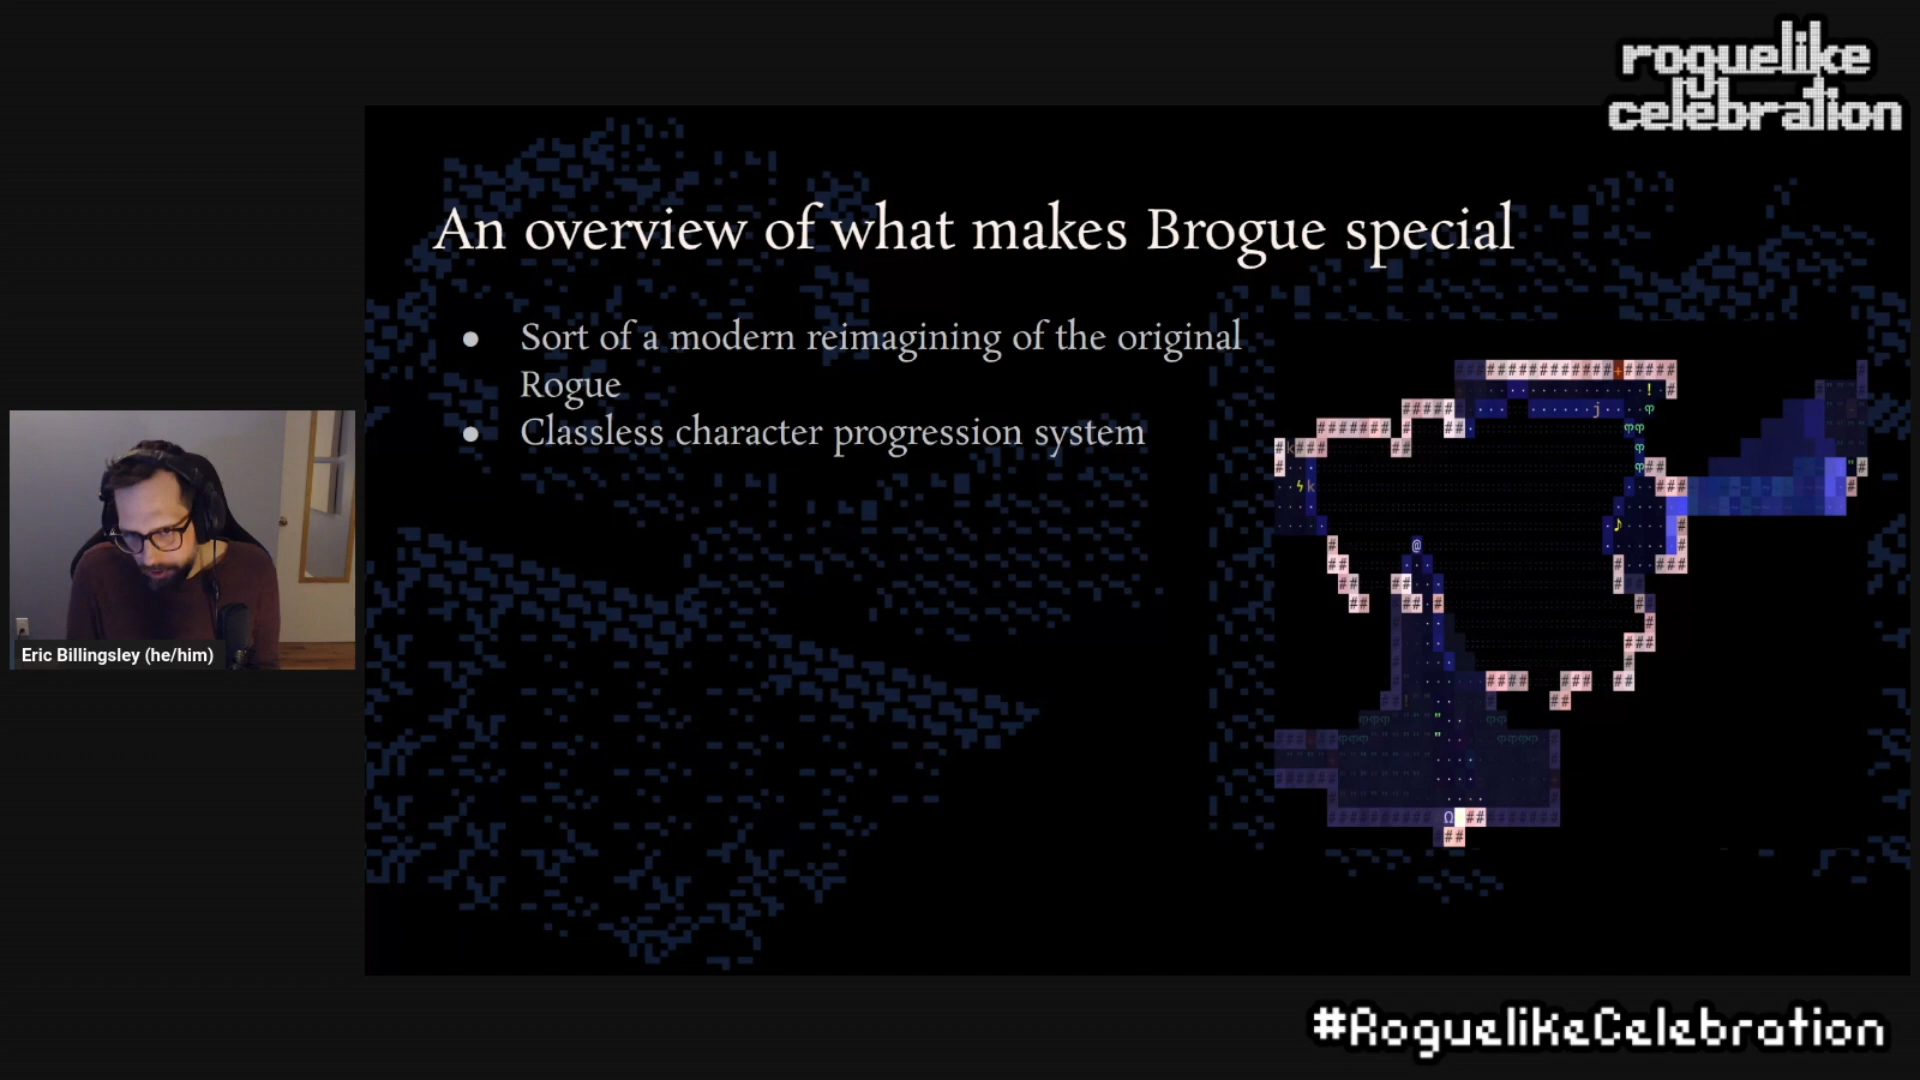 roguelike
celebration
An overview of what makes Brogue special
● Sort of a modern reimagining of the original
Rogue
● Classless character progression system
Eric Billingsley (he/him)
#RoguelikeCelebration